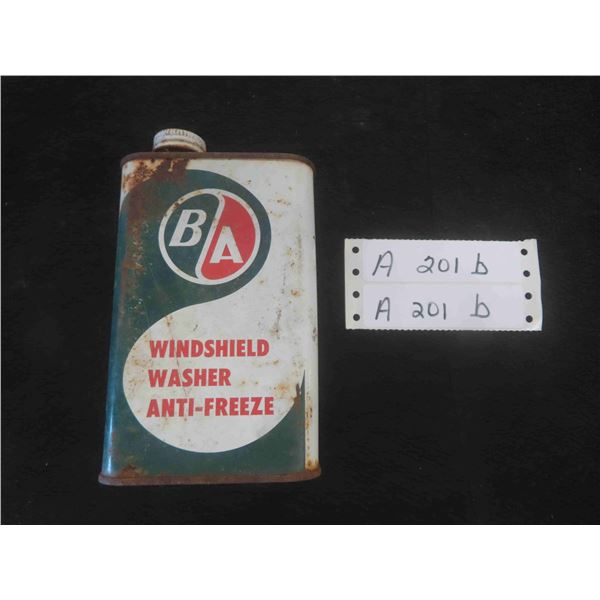 BA
WINDSHIELD
WASHER
ANTI-FREEZE
A 201 b
A 201 b